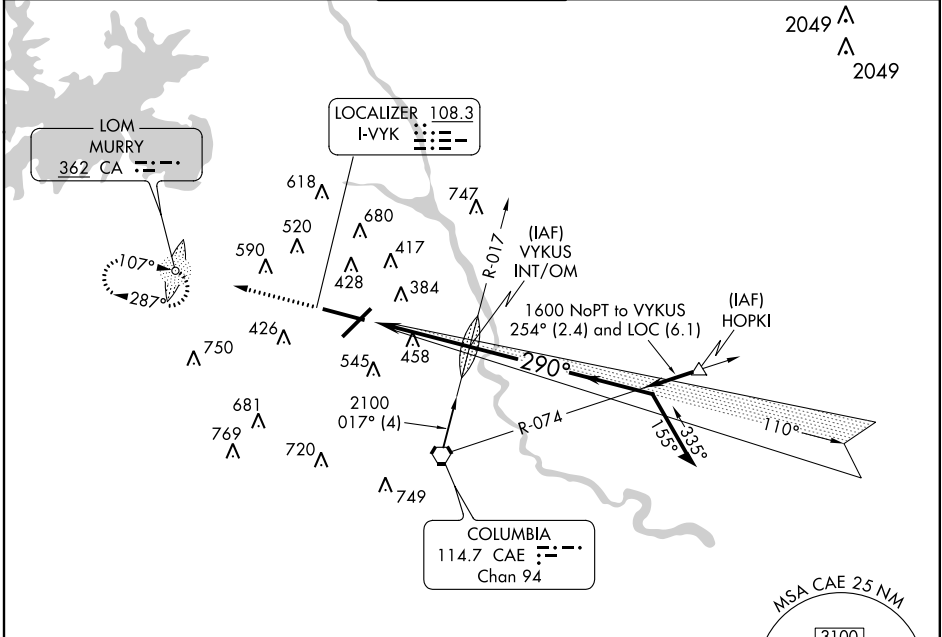 2049
2049
LOCALIZER 108.3
I-VYK
LOM
MURRY
362 CA
618
747
680
520
417
590
428
384
R-017
(IAF)
VYKUS
INT/OM
107°
287°
1600 NoPT to VYKUS
254° (2.4) and LOC (6.1)
(IAF)
HOPKI
426
750
545
458
290°
2100
017° (4)
R-074
110°
335°
155°
681
769
720
749
COLUMBIA
114.7 CAE
Chan 94
MSA CAE 25 NM
3100